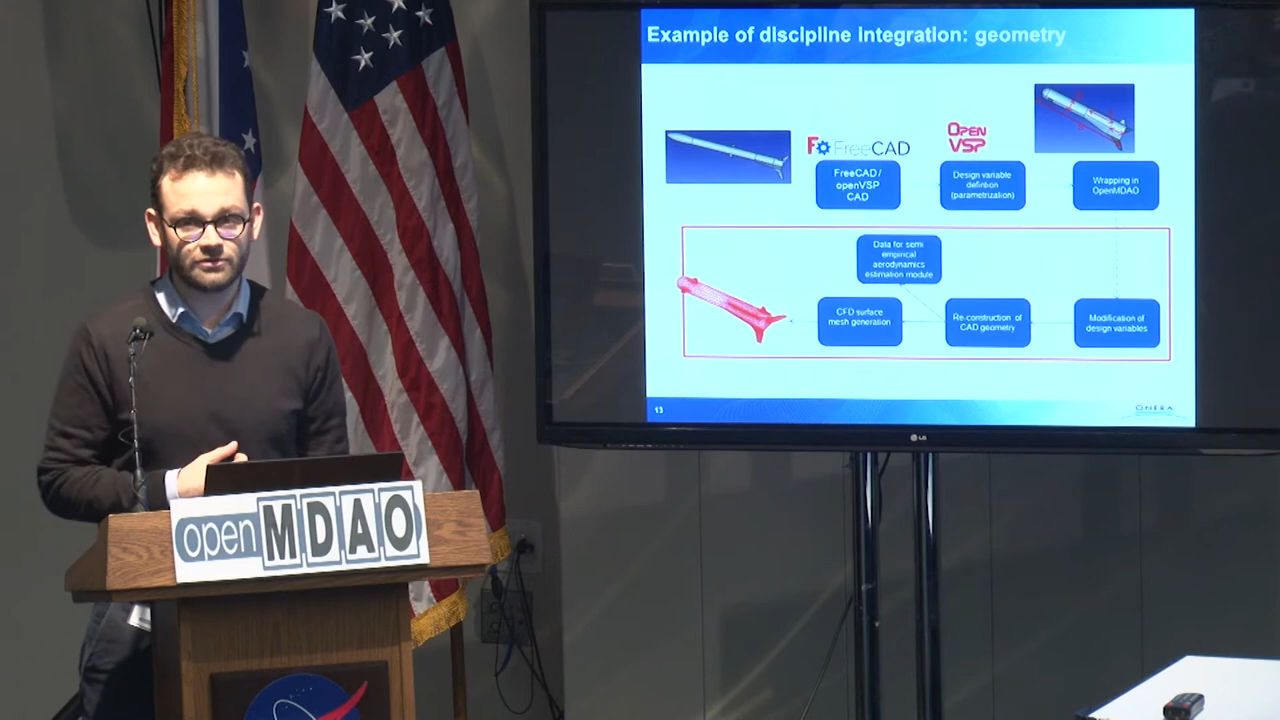 Example of discipline integration: geometry
FreeCAD
OPEN
VSP
FreeCAD /
openVSP
CAD
Design variable
defintion
(parametrization)
Wrapping in
OpenMDAO
Data for semi
empirical
aerodynamics
estimation module
CFD surface
mesh generation
Re-construction of
CAD geometry
Modification of
design variables
13
ONERA
LG
openMDAO